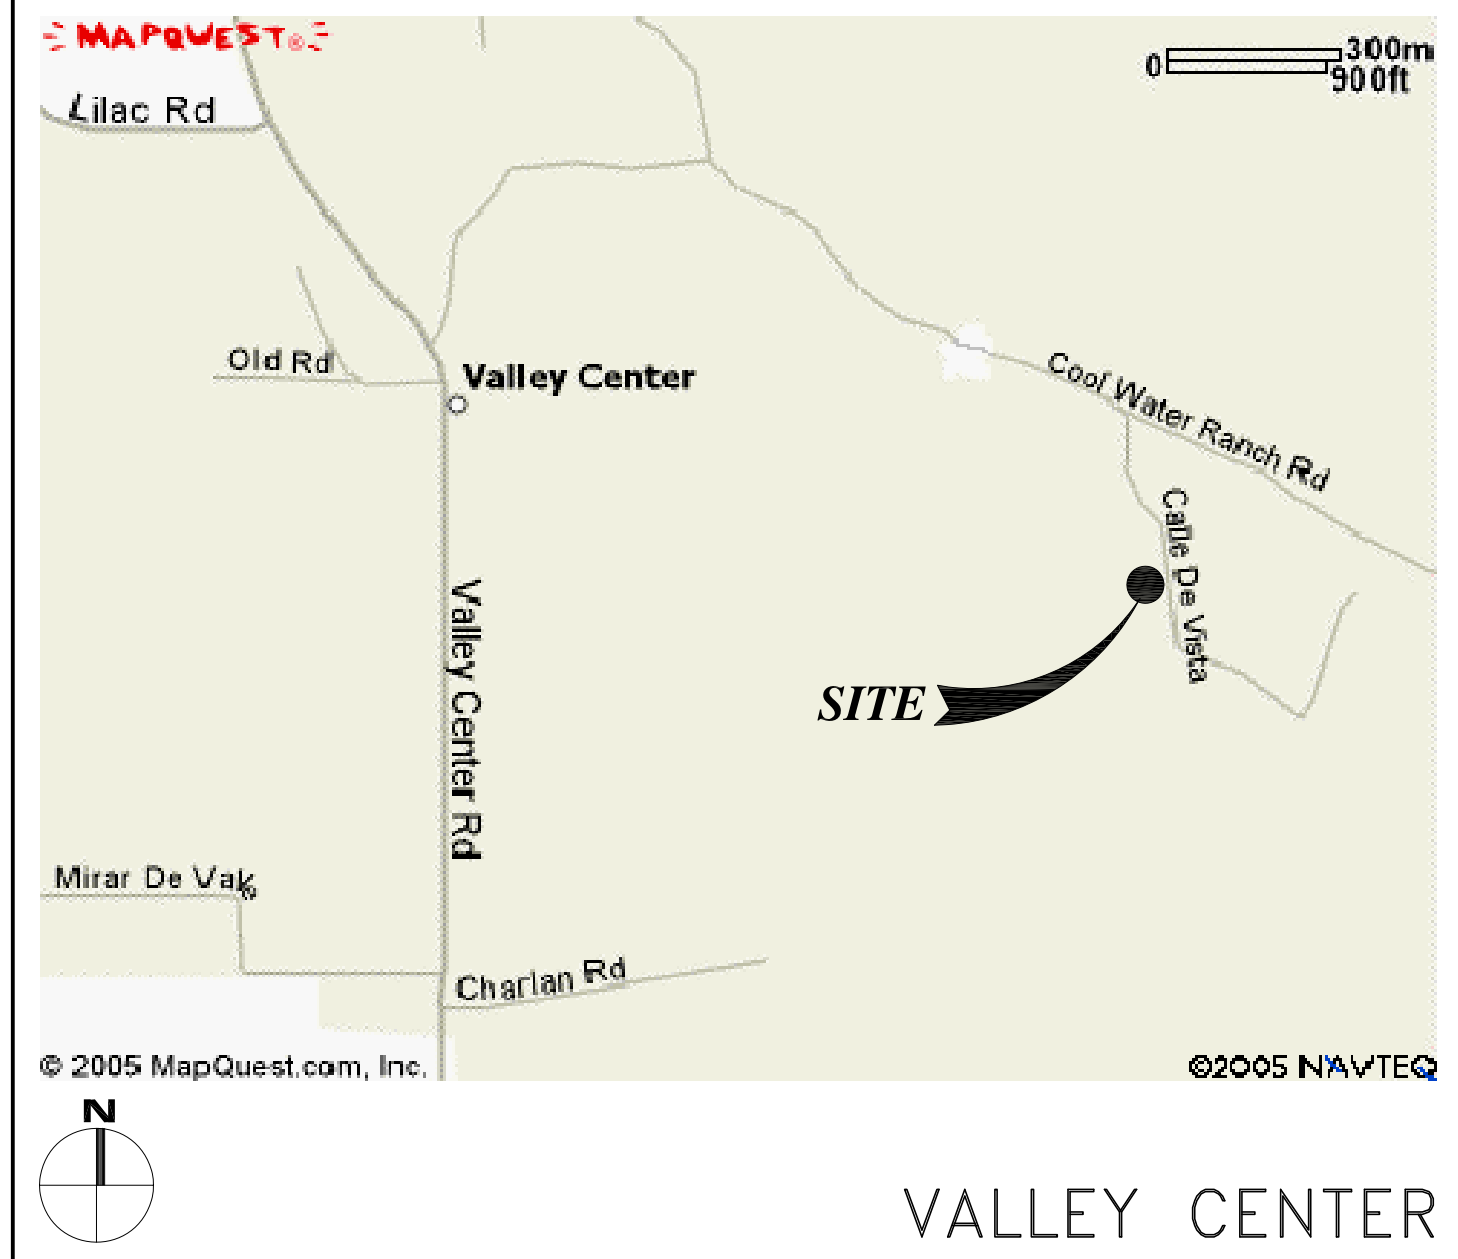 MAPQUEST®
300m
0
900ft
Lilac Rd
Old Rd
Valley Center
Cool Water Ranch Rd
Calle De Vista
Valley Center Rd
SITE
Mirar De Valle
Charlan Rd
© 2005 MapQuest.com, Inc.
©2005 NAVTEQ
N
VALLEY CENTER